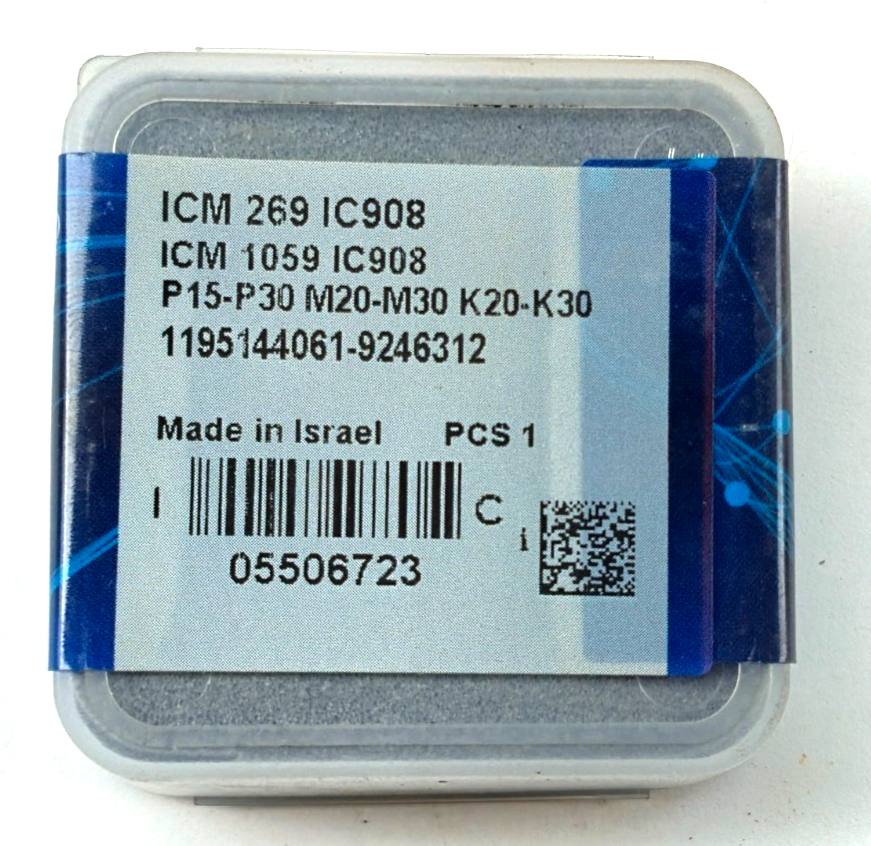 ICM 269 IC908
ICM 1059 IC908
P15-P30 M20-M30 K20-K30
1195144061-9246312
Made in Israel PCS 1
I C
i
05506723